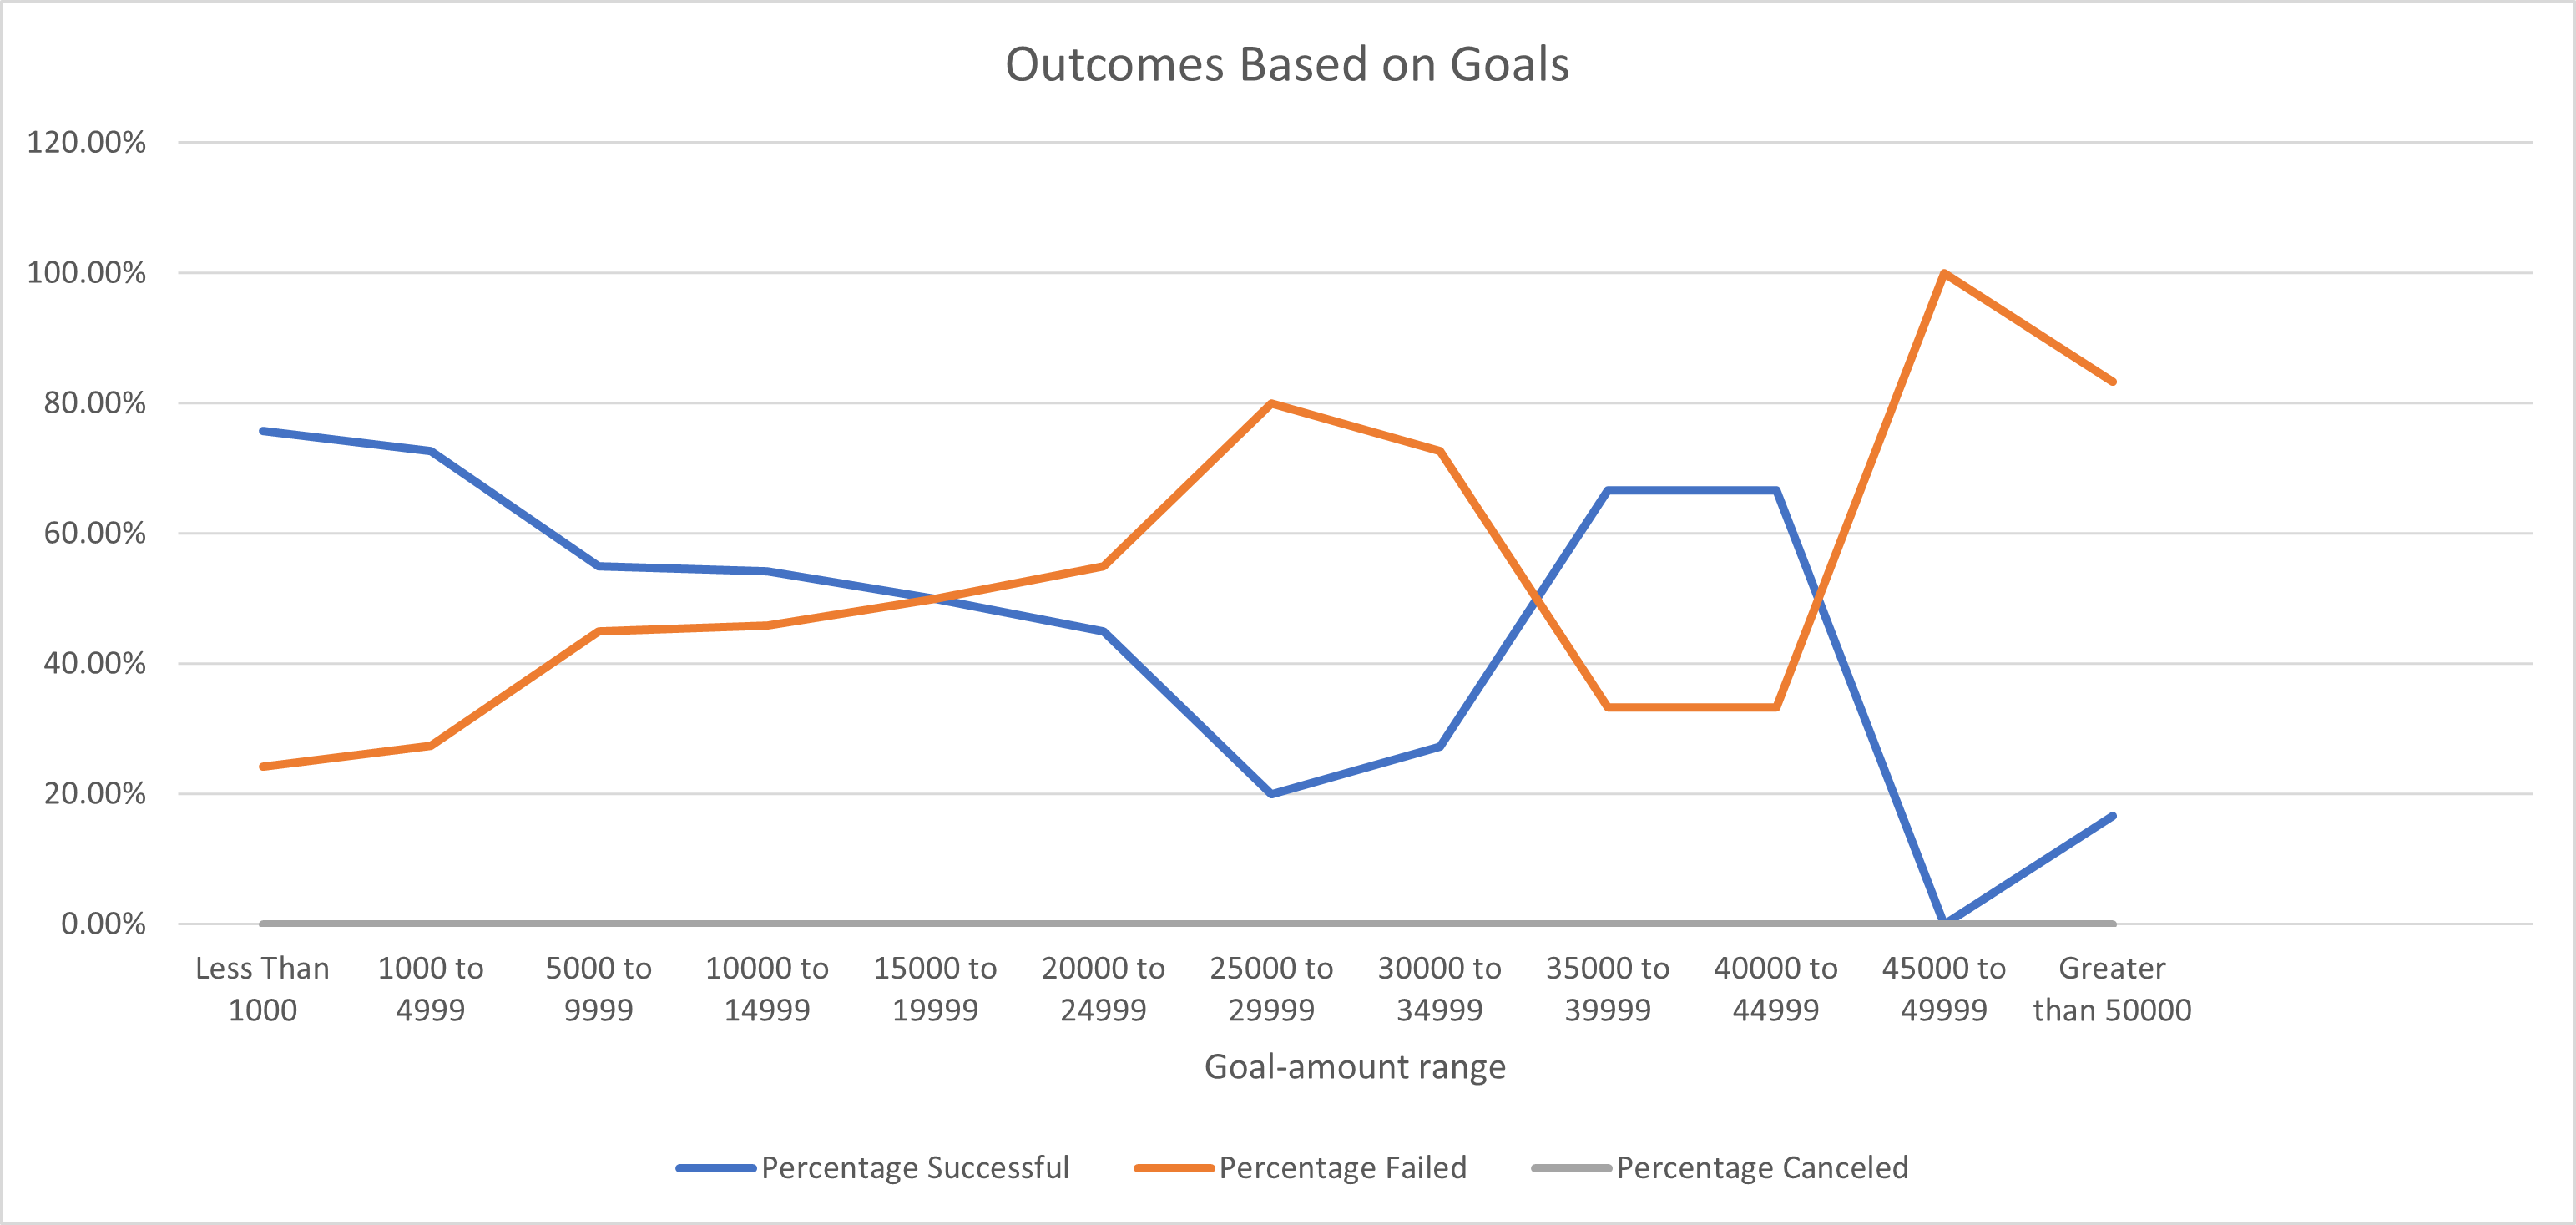 Outcomes Based on Goals
120.00%
100.00%
80.00%
60.00%
40.00%
20.00%
0.00%
Less Than
1000
1000 to
4999
5000 to
9999
10000 to
14999
15000 to
19999
20000 to
24999
25000 to
29999
30000 to
34999
35000 to
39999
40000 to
44999
45000 to
49999
Greater
than 50000
Goal-amount range
Percentage Successful
Percentage Failed
Percentage Canceled